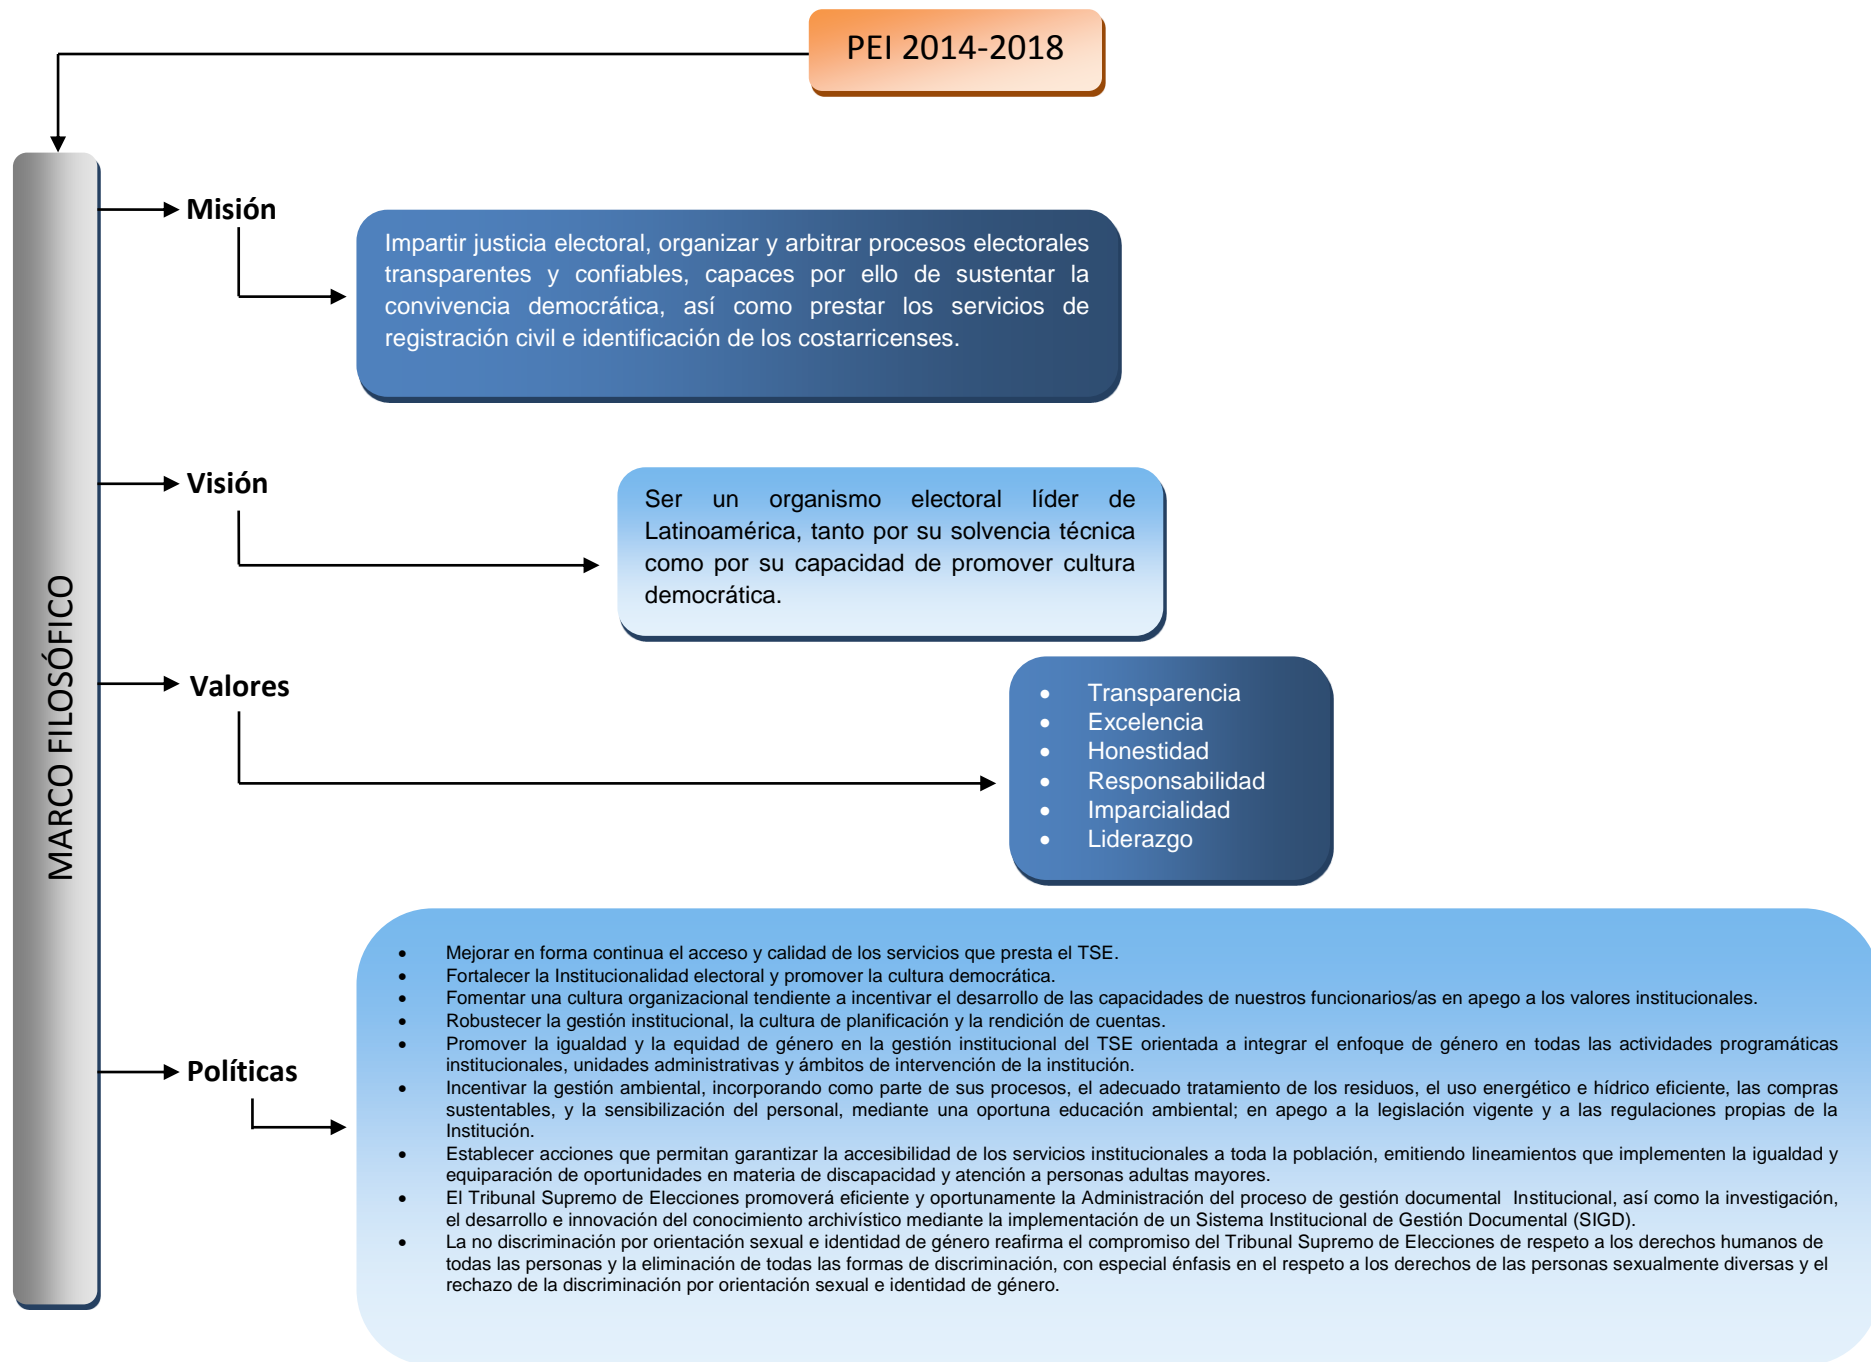 PEI 2014-2018
MARCO FILOSÓFICO
Misión
Impartir justicia electoral, organizar y arbitrar procesos electorales
transparentes y confiables, capaces por ello de sustentar la
convivencia democrática, así como prestar los servicios de
registración civil e identificación de los costarricenses.
Visión
Ser un organismo electoral líder de
Latinoamérica, tanto por su solvencia técnica
como por su capacidad de promover cultura
democrática.
Valores
• Transparencia
• Excelencia
• Honestidad
• Responsabilidad
• Imparcialidad
• Liderazgo
Políticas
• Mejorar en forma continua el acceso y calidad de los servicios que presta el TSE.
• Fortalecer la Institucionalidad electoral y promover la cultura democrática.
• Fomentar una cultura organizacional tendiente a incentivar el desarrollo de las capacidades de nuestros funcionarios/as en apego a los valores institucionales.
• Robustecer la gestión institucional, la cultura de planificación y la rendición de cuentas.
• Promover la igualdad y la equidad de género en la gestión institucional del TSE orientada a integrar el enfoque de género en todas las actividades programáticas
institucionales, unidades administrativas y ámbitos de intervención de la institución.
• Incentivar la gestión ambiental, incorporando como parte de sus procesos, el adecuado tratamiento de los residuos, el uso energético e hídrico eficiente, las compras
sustentables, y la sensibilización del personal, mediante una oportuna educación ambiental; en apego a la legislación vigente y a las regulaciones propias de la
Institución.
• Establecer acciones que permitan garantizar la accesibilidad de los servicios institucionales a toda la población, emitiendo lineamientos que implementen la igualdad y
equiparación de oportunidades en materia de discapacidad y atención a personas adultas mayores.
• El Tribunal Supremo de Elecciones promoverá eficiente y oportunamente la Administración del proceso de gestión documental Institucional, así como la investigación,
el desarrollo e innovación del conocimiento archivístico mediante la implementación de un Sistema Institucional de Gestión Documental (SIGD).
• La no discriminación por orientación sexual e identidad de género reafirma el compromiso del Tribunal Supremo de Elecciones de respeto a los derechos humanos de
todas las personas y la eliminación de todas las formas de discriminación, con especial énfasis en el respeto a los derechos de las personas sexualmente diversas y el
rechazo de la discriminación por orientación sexual e identidad de género.